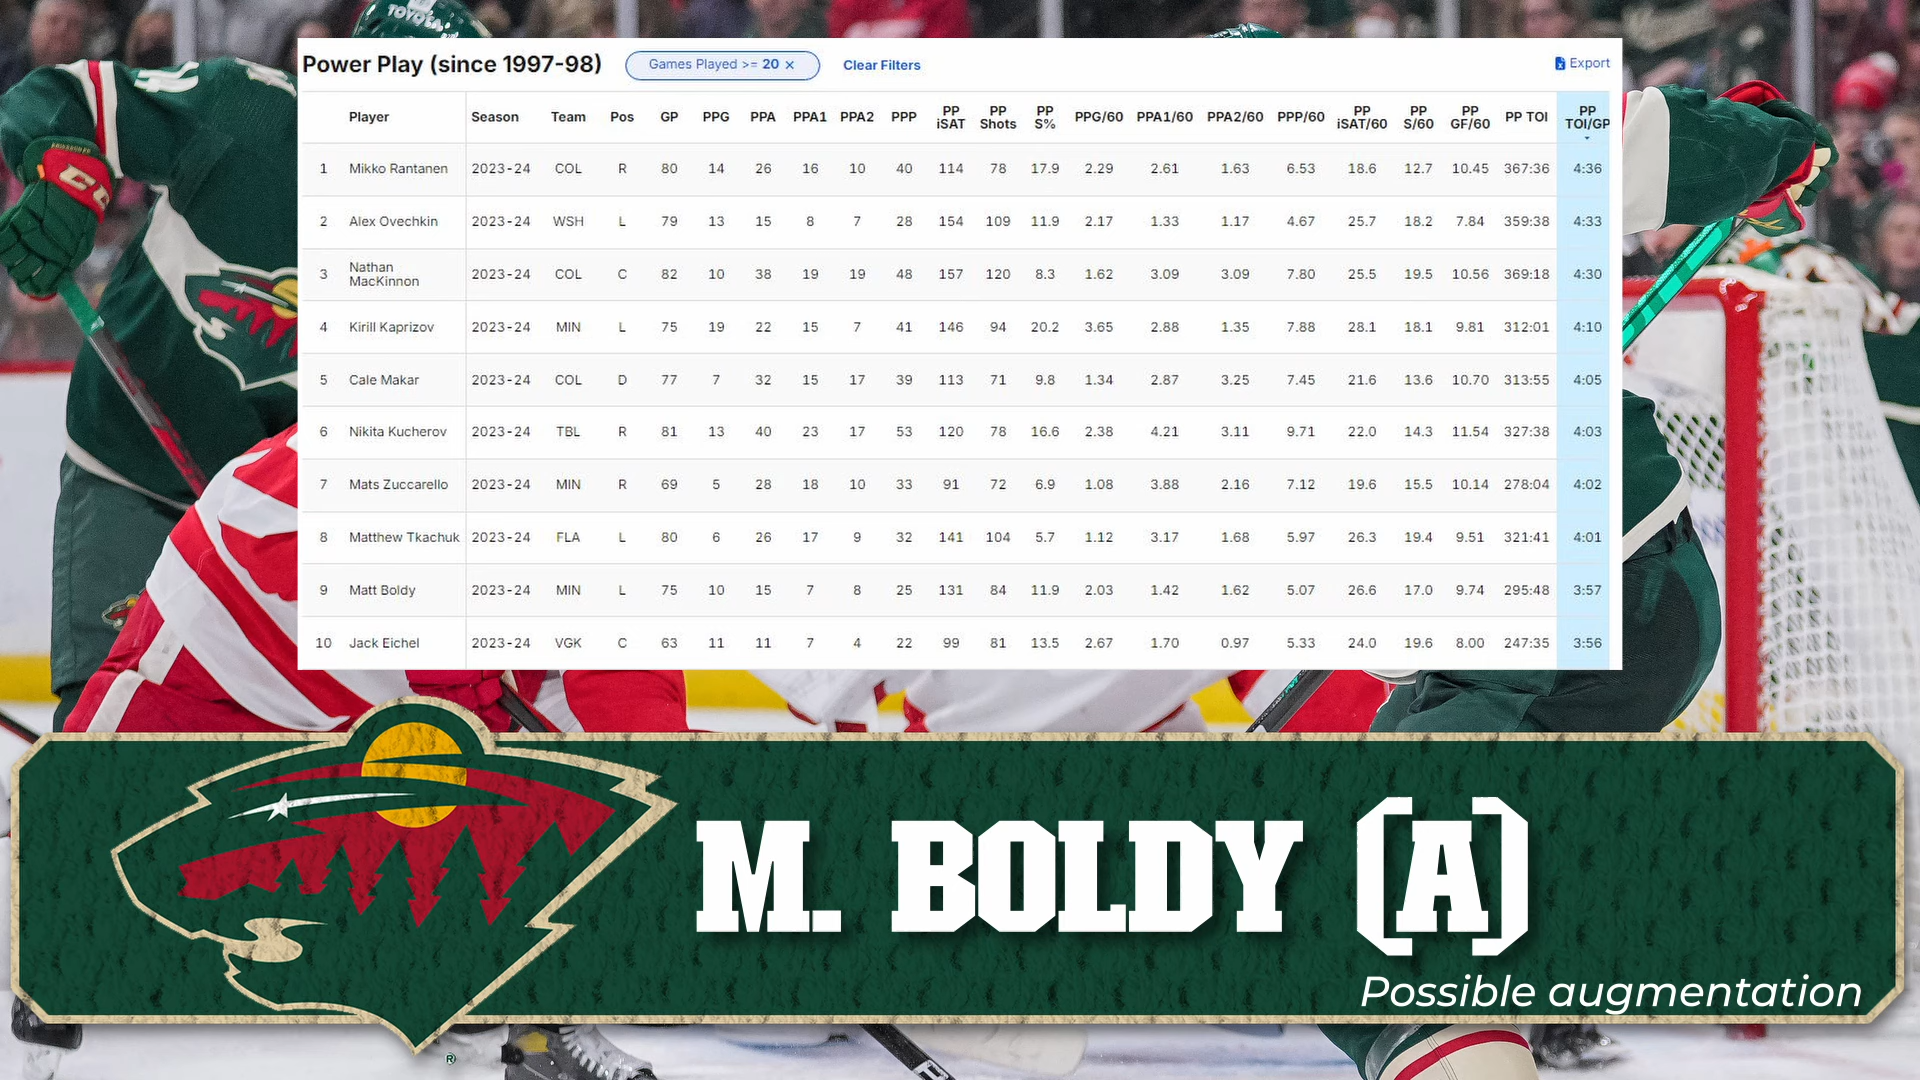 TOYOTA
Power Play (since 1997-98) Games Played >= 20 × Clear Filters Export
Player Season Team Pos GP PPG PPA PPA1 PPA2 PPP PP iSAT PP Shots PP S% PPG/60 PPA1/60 PPA2/60 PPP/60 PP iSAT/60 PP S/60 PP GF/60 PP TOI PP TOI/GP
1 Mikko Rantanen 2023-24 COL R 80 14 26 16 10 40 114 78 17.9 2.29 2.61 1.63 6.53 18.6 12.7 10.45 367:36 4:36
2 Alex Ovechkin 2023-24 WSH L 79 13 15 8 7 28 154 109 11.9 2.17 1.33 1.17 4.67 25.7 18.2 7.84 359:38 4:33
3 Nathan MacKinnon 2023-24 COL C 82 10 38 19 19 48 157 120 8.3 1.62 3.09 3.09 7.80 25.5 19.5 10.56 369:18 4:30
4 Kirill Kaprizov 2023-24 MIN L 75 19 22 15 7 41 146 94 20.2 3.65 2.88 1.35 7.88 28.1 18.1 9.81 312:01 4:10
5 Cale Makar 2023-24 COL D 77 7 32 15 17 39 113 71 9.8 1.34 2.87 3.25 7.45 21.6 13.6 10.70 313:55 4:05
6 Nikita Kucherov 2023-24 TBL R 81 13 40 23 17 53 120 78 16.6 2.38 4.21 3.11 9.71 22.0 14.3 11.54 327:38 4:03
7 Mats Zuccarello 2023-24 MIN R 69 5 28 18 10 33 91 72 6.9 1.08 3.88 2.16 7.12 19.6 15.5 10.14 278:04 4:02
8 Matthew Tkachuk 2023-24 FLA L 80 6 26 17 9 32 141 104 5.7 1.12 3.17 1.68 5.97 26.3 19.4 9.51 321:41 4:01
9 Matt Boldy 2023-24 MIN L 75 10 15 7 8 25 131 84 11.9 2.03 1.42 1.62 5.07 26.6 17.0 9.74 295:48 3:57
10 Jack Eichel 2023-24 VGK C 63 11 11 7 4 22 99 81 13.5 2.67 1.70 0.97 5.33 24.0 19.6 8.00 247:35 3:56
M. BOLDY (A)
Possible augmentation
®